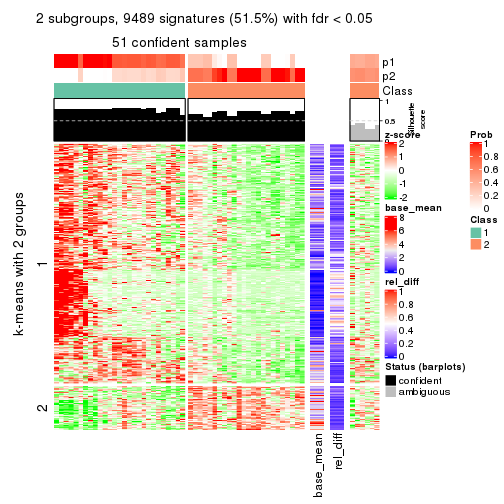 2 subgroups, 9489 signatures (51.5%) with fdr < 0.05
51 confident samples
p1
p2
Class
1
0
Silhouette
score
k-means with 2 groups
1
2
base_mean
rel_diff
z-score
2
1
0
-1
-2
base_mean
8
6
4
2
0
rel_diff
1
0.8
0.6
0.4
0.2
0
Status (barplots)
confident
ambiguous
Prob
1
0.8
0.6
0.4
0.2
0
Class
1
2